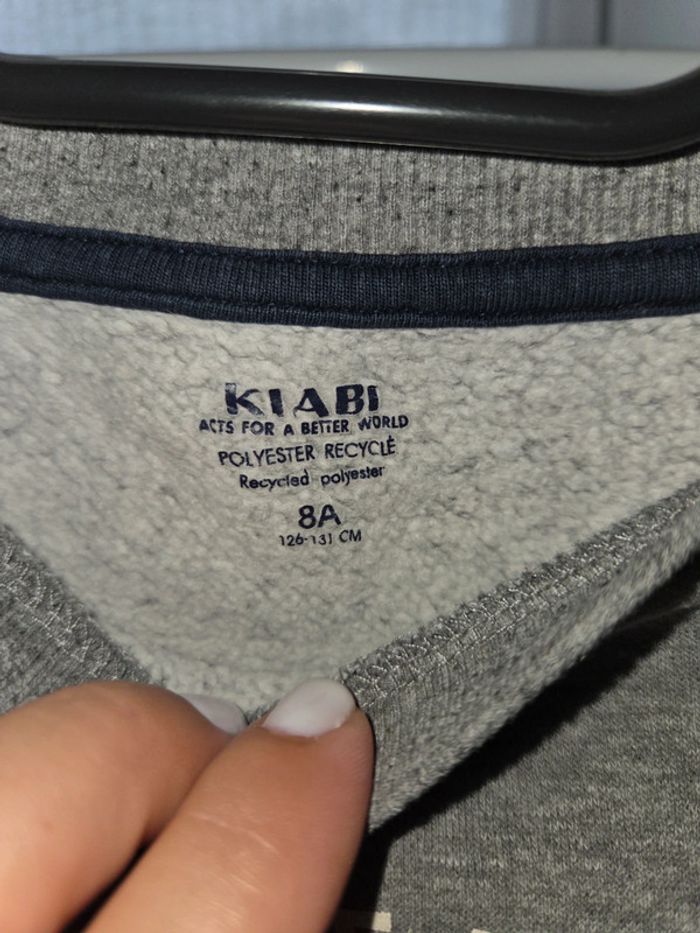 KIABI
ACTS FOR A BETTER WORLD
POLYESTER RECYCLÉ
Recycled polyester
8A
126-131 CM